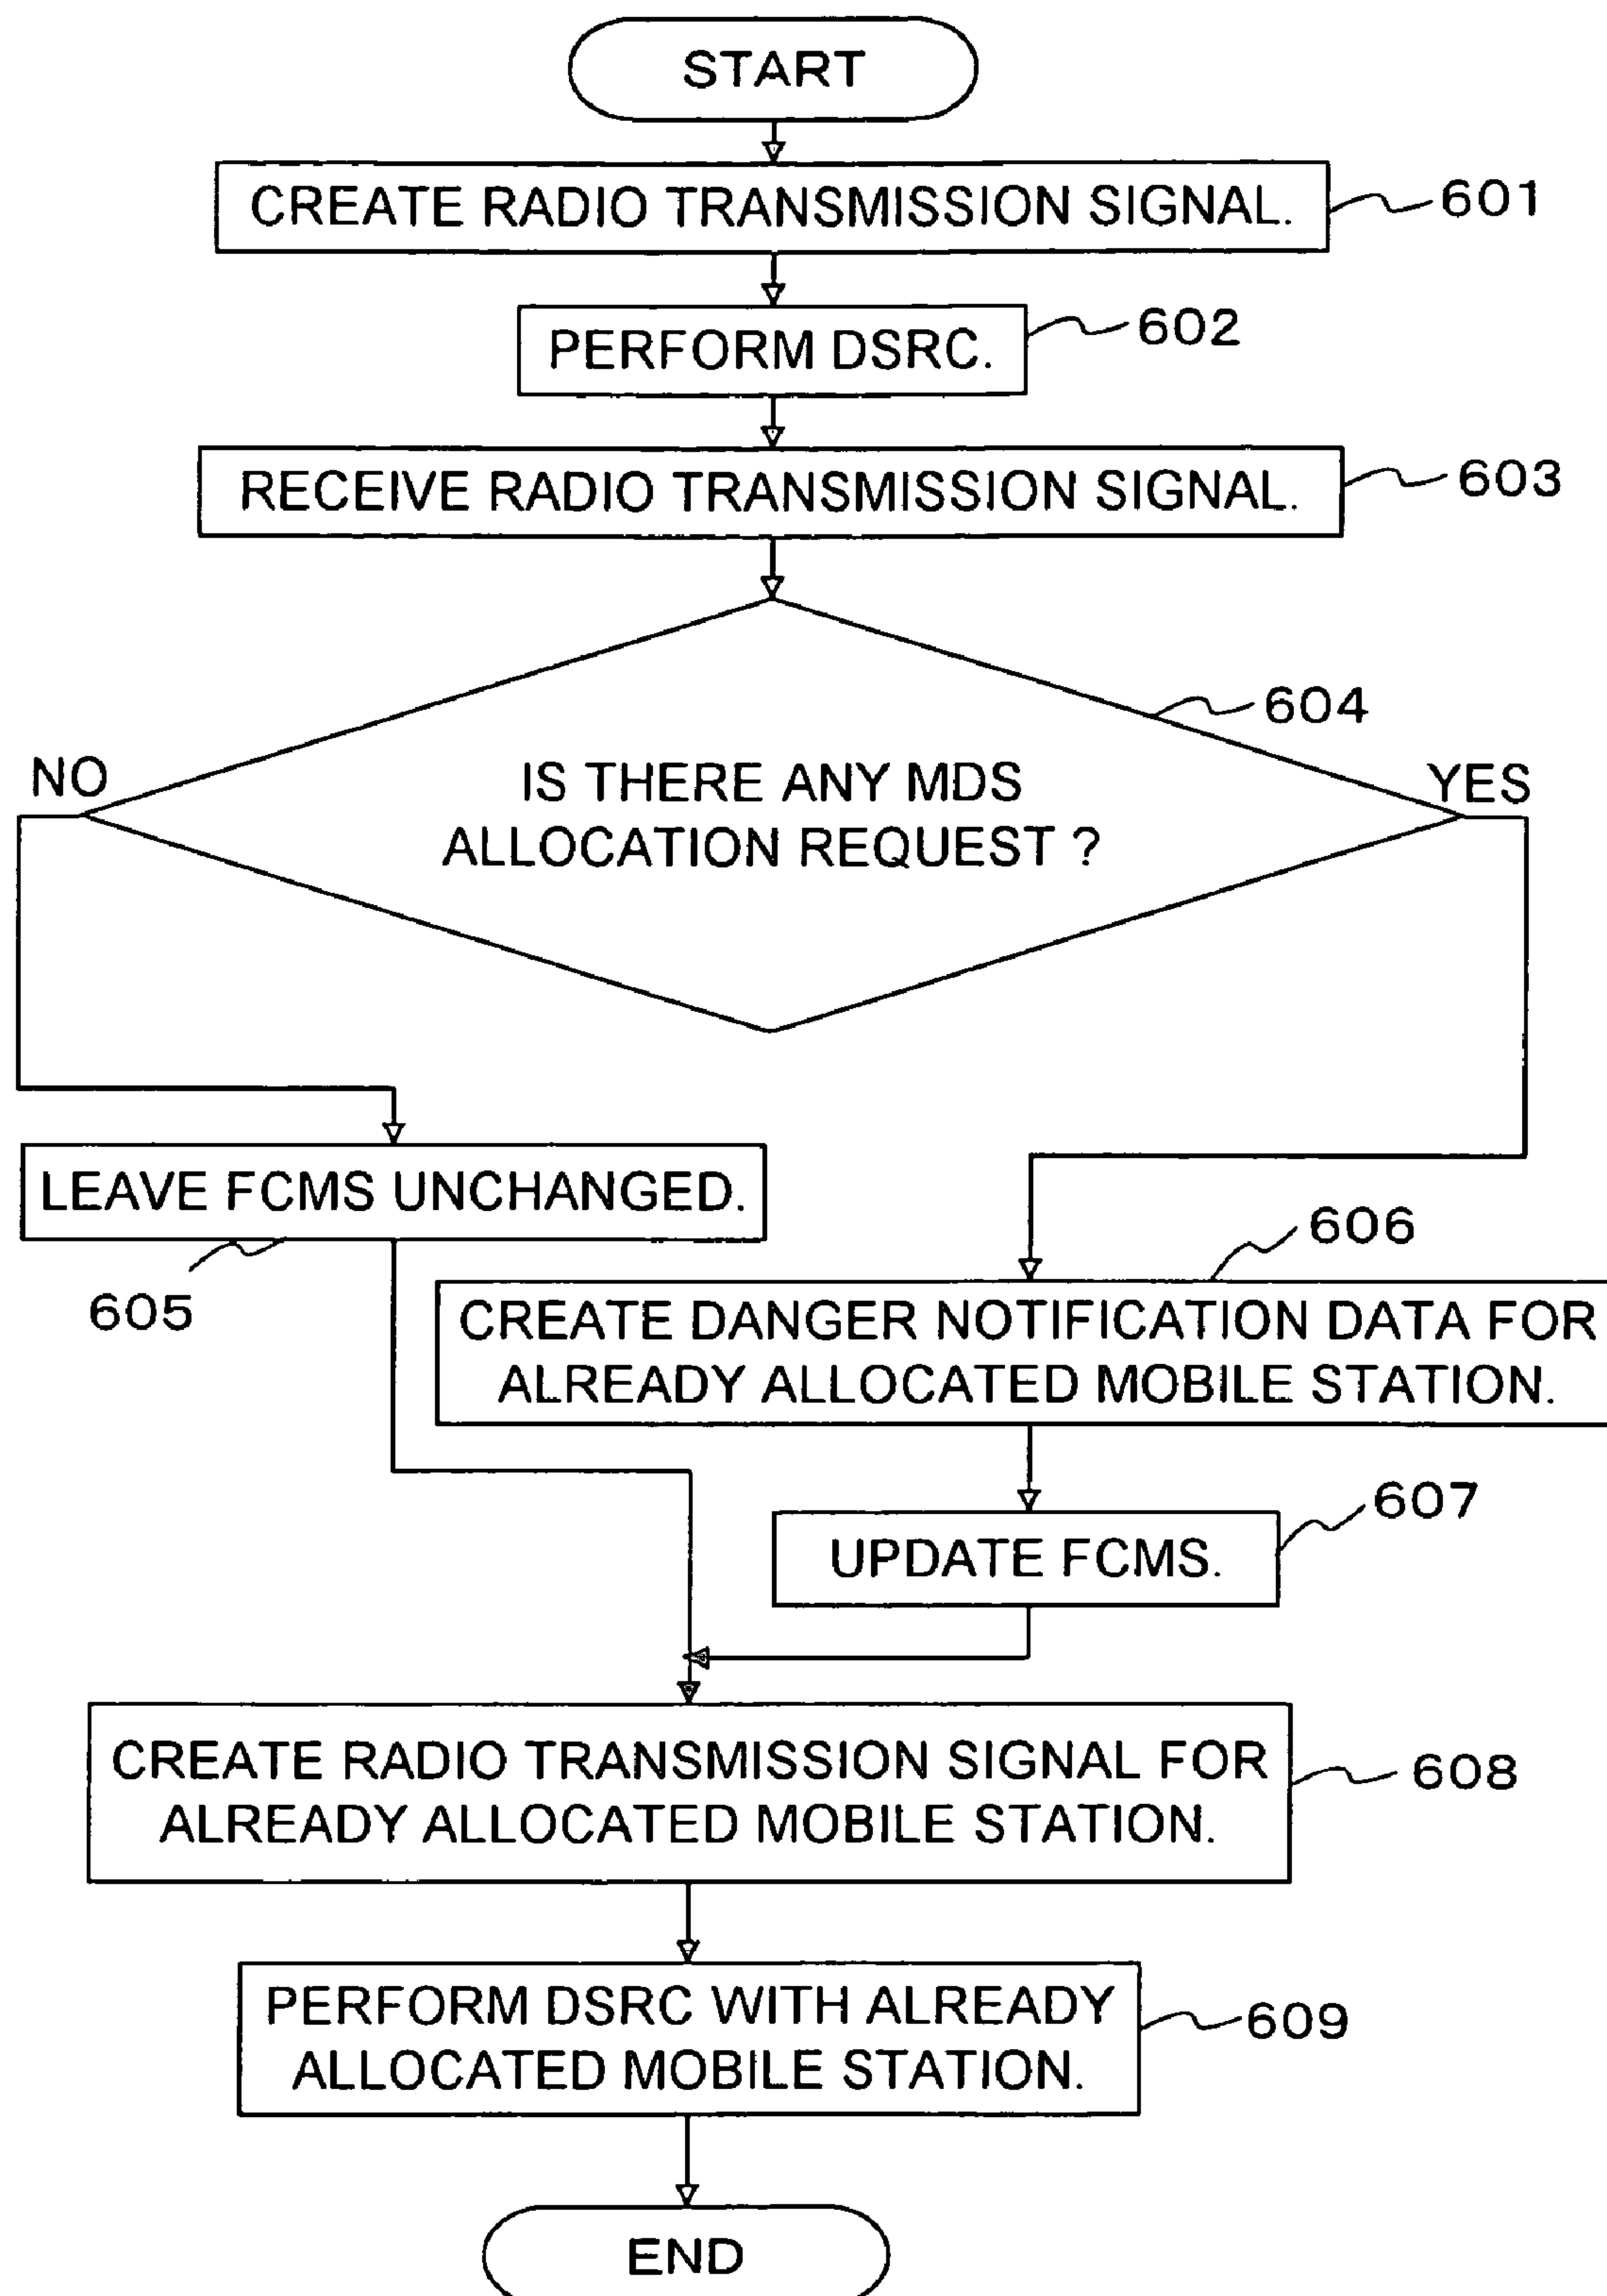 START
CREATE RADIO TRANSMISSION SIGNAL.
601
PERFORM DSRC.
602
RECEIVE RADIO TRANSMISSION SIGNAL.
603
604
NO
YES
IS THERE ANY MDS
ALLOCATION REQUEST ?
LEAVE FCMS UNCHANGED.
605
606
CREATE DANGER NOTIFICATION DATA FOR
ALREADY ALLOCATED MOBILE STATION.
607
UPDATE FCMS.
CREATE RADIO TRANSMISSION SIGNAL FOR
ALREADY ALLOCATED MOBILE STATION.
608
PERFORM DSRC WITH ALREADY
ALLOCATED MOBILE STATION.
609
END